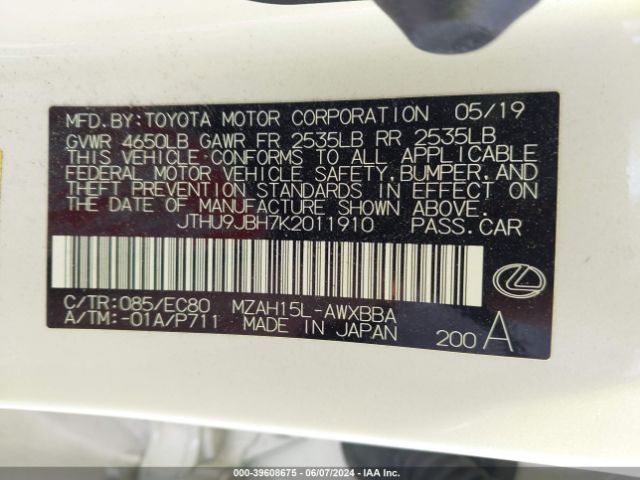 MFD.BY:TOYOTA MOTOR CORPORATION 05/19
GVWR 4650LB GAWR FR 2535LB RR 2535LB
THIS VEHICLE CONFORMS TO ALL APPLICABLE
FEDERAL MOTOR VEHICLE SAFETY,BUMPER,AND
THEFT PREVENTION STANDARDS IN EFFECT ON
THE DATE OF MANUFACTURE SHOWN ABOVE.
JTHU9JBH7K2011910 PASS.CAR
C/TR:085/EC80 MZAH15L-AWXBBA
A/TM:-01A/P711 MADE IN JAPAN 200 A
000-39608675 - 06/07/2024 - IAA Inc.